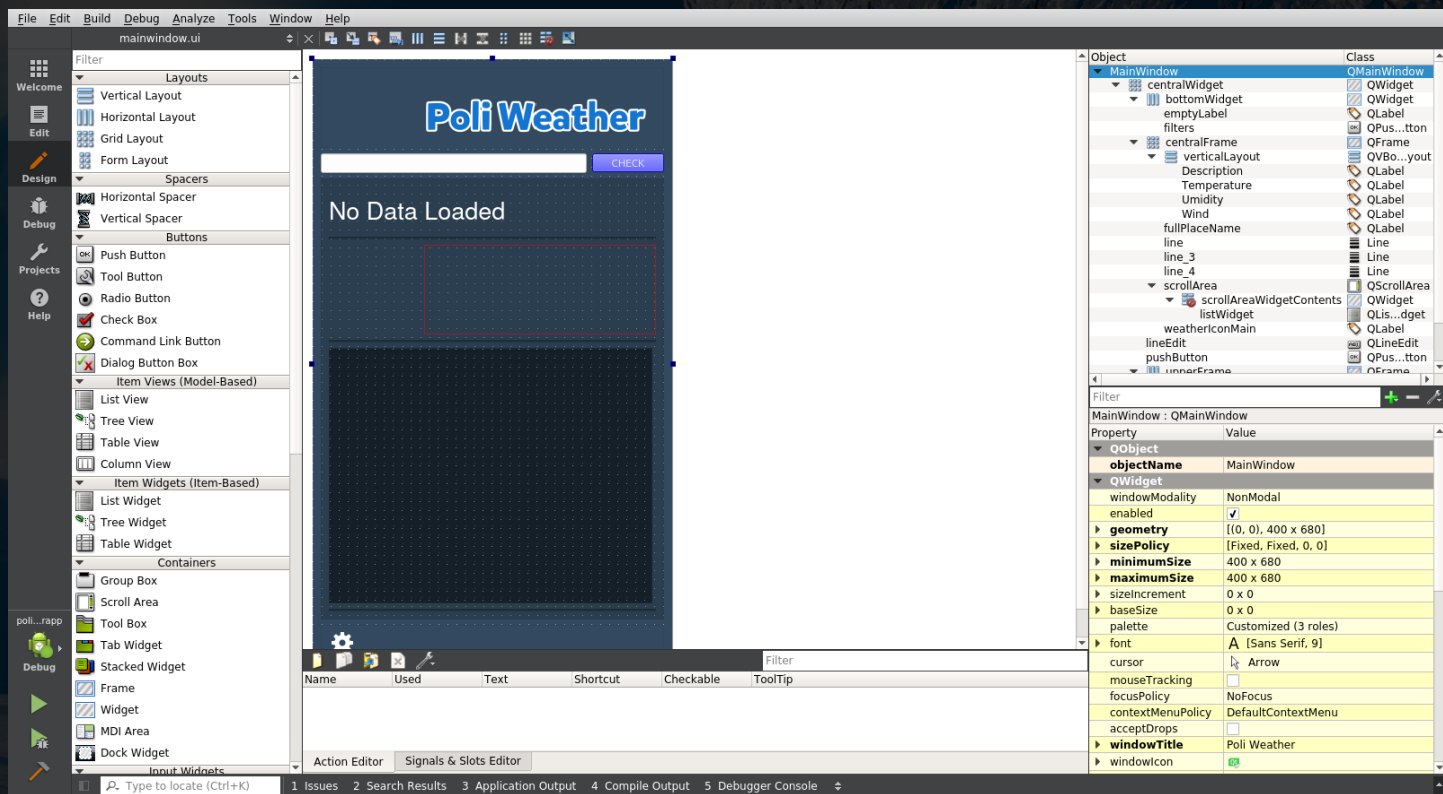 File Edit Build Debug Analyze Tools Window Help
mainwindow.ui
Welcome
Edit
Design
Debug
Projects
Help
poli...rapp
Debug
Filter
Layouts
Vertical Layout
Horizontal Layout
Grid Layout
Form Layout
Spacers
Horizontal Spacer
Vertical Spacer
Buttons
Push Button
Tool Button
Radio Button
Check Box
Command Link Button
Dialog Button Box
Item Views (Model-Based)
List View
Tree View
Table View
Column View
Item Widgets (Item-Based)
List Widget
Tree Widget
Table Widget
Containers
Group Box
Scroll Area
Tool Box
Tab Widget
Stacked Widget
Frame
Widget
MDI Area
Dock Widget
Input Widgets
Poli Weather
CHECK
No Data Loaded
Filter
Name Used Text Shortcut Checkable ToolTip
Action Editor Signals & Slots Editor
Object Class
MainWindow QMainWindow
centralWidget QWidget
bottomWidget QWidget
emptyLabel QLabel
filters QPus...tton
centralFrame QFrame
verticalLayout QVBo...yout
Description QLabel
Temperature QLabel
Umidity QLabel
Wind QLabel
fullPlaceName QLabel
line Line
line_3 Line
line_4 Line
scrollArea QScrollArea
scrollAreaWidgetContents QWidget
listWidget QLis...dget
weatherIconMain QLabel
lineEdit QLineEdit
pushButton QPus...tton
upperFrame QFrame
Filter
MainWindow : QMainWindow
Property Value
QObject
objectName MainWindow
QWidget
windowModality NonModal
enabled
geometry [(0, 0), 400 x 680]
sizePolicy [Fixed, Fixed, 0, 0]
minimumSize 400 x 680
maximumSize 400 x 680
sizeIncrement 0 x 0
baseSize 0 x 0
palette Customized (3 roles)
font A [Sans Serif, 9]
cursor Arrow
mouseTracking
focusPolicy NoFocus
contextMenuPolicy DefaultContextMenu
acceptDrops
windowTitle Poli Weather
windowIcon
Type to locate (Ctrl+K) 1 Issues 2 Search Results 3 Application Output 4 Compile Output 5 Debugger Console